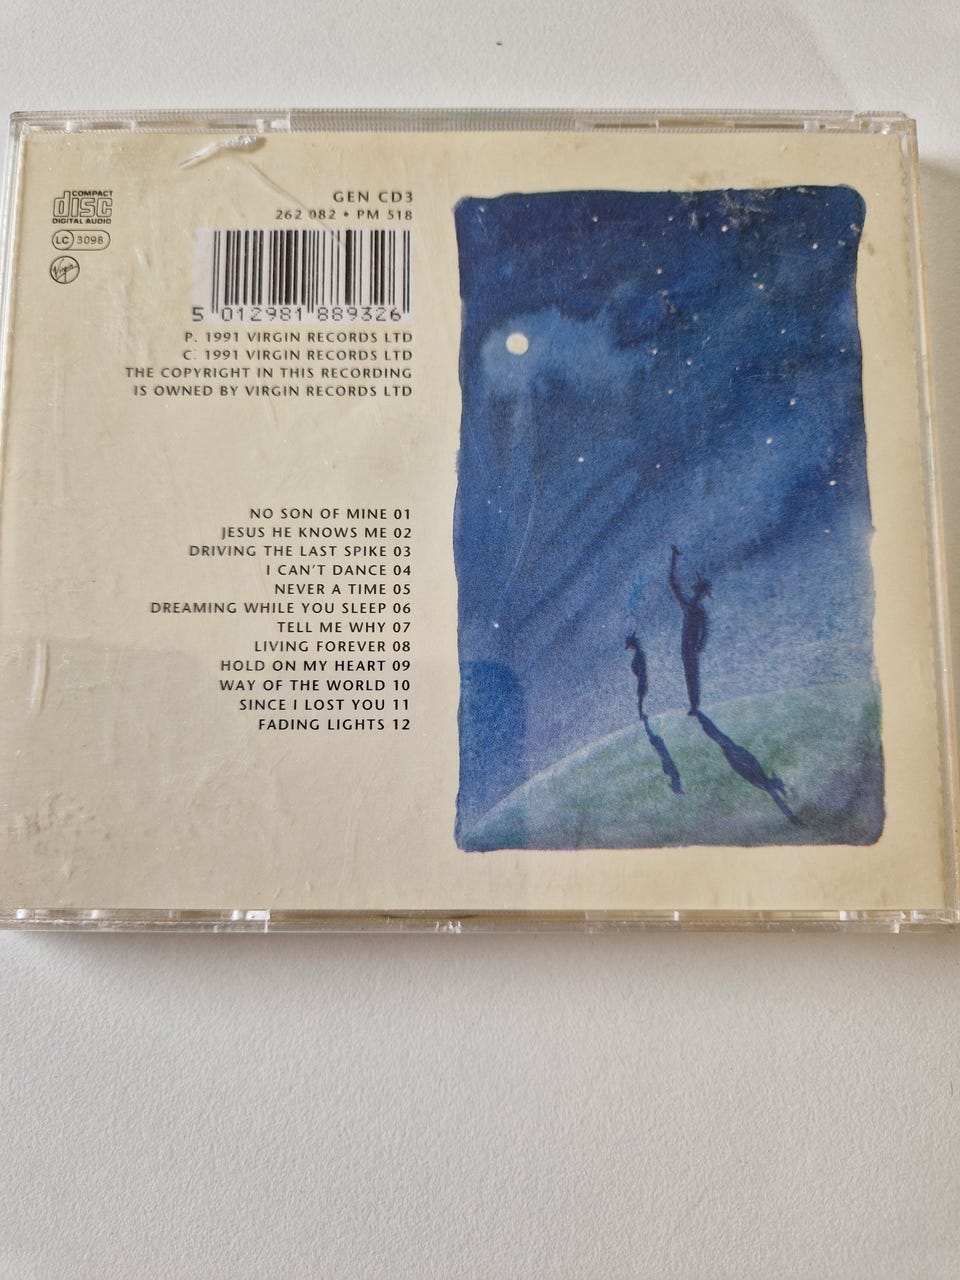 COMPACT
disc
DIGITAL AUDIO
LC 3098
Virgin
GEN CD3
262 082 • PM 518
5 012981 889326
P. 1991 VIRGIN RECORDS LTD
C. 1991 VIRGIN RECORDS LTD
THE COPYRIGHT IN THIS RECORDING
IS OWNED BY VIRGIN RECORDS LTD
NO SON OF MINE 01
JESUS HE KNOWS ME 02
DRIVING THE LAST SPIKE 03
I CAN'T DANCE 04
NEVER A TIME 05
DREAMING WHILE YOU SLEEP 06
TELL ME WHY 07
LIVING FOREVER 08
HOLD ON MY HEART 09
WAY OF THE WORLD 10
SINCE I LOST YOU 11
FADING LIGHTS 12